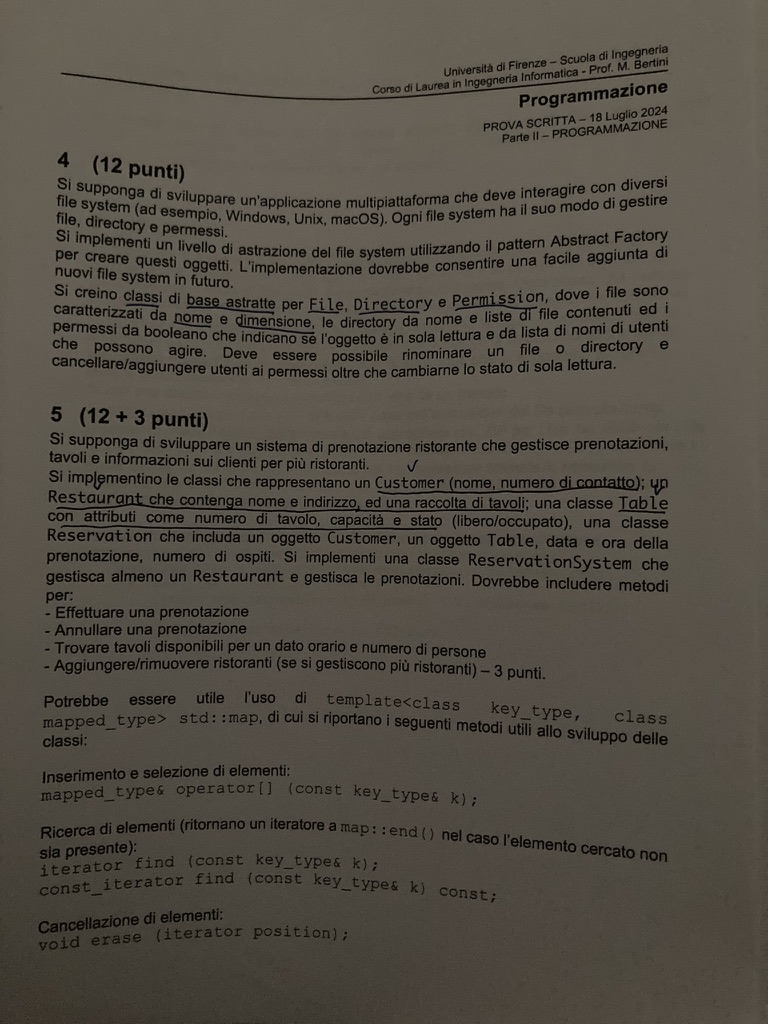 Università di Firenze – Scuola di Ingegneria
Corso di Laurea in Ingegneria Informatica - Prof. M. Bertini
Programmazione
PROVA SCRITTA – 18 Luglio 2024
Parte II – PROGRAMMAZIONE
4 (12 punti)
Si supponga di sviluppare un'applicazione multipiattaforma che deve interagire con diversi
file system (ad esempio, Windows, Unix, macOS). Ogni file system ha il suo modo di gestire
file, directory e permessi.
Si implementi un livello di astrazione del file system utilizzando il pattern Abstract Factory
per creare questi oggetti. L'implementazione dovrebbe consentire una facile aggiunta di
nuovi file system in futuro.
Si creino classi di base astratte per File, Directory e Permission, dove i file sono
caratterizzati da nome e dimensione, le directory da nome e liste di file contenuti ed i
permessi da booleano che indicano se l'oggetto è in sola lettura e da lista di nomi di utenti
che possono agire. Deve essere possibile rinominare un file o directory e
cancellare/aggiungere utenti ai permessi oltre che cambiarne lo stato di sola lettura.
5 (12 + 3 punti)
Si supponga di sviluppare un sistema di prenotazione ristorante che gestisce prenotazioni,
tavoli e informazioni sui clienti per più ristoranti.
Si implementino le classi che rappresentano un Customer (nome, numero di contatto); un
Restaurant che contenga nome e indirizzo, ed una raccolta di tavoli; una classe Table
con attributi come numero di tavolo, capacità e stato (libero/occupato), una classe
Reservation che includa un oggetto Customer, un oggetto Table, data e ora della
prenotazione, numero di ospiti. Si implementi una classe ReservationSystem che
gestisca almeno un Restaurant e gestisca le prenotazioni. Dovrebbe includere metodi
per:
- Effettuare una prenotazione
- Annullare una prenotazione
- Trovare tavoli disponibili per un dato orario e numero di persone
- Aggiungere/rimuovere ristoranti (se si gestiscono più ristoranti) – 3 punti.
Potrebbe essere utile l'uso di template<class key_type, class
mapped_type> std::map, di cui si riportano i seguenti metodi utili allo sviluppo delle
classi:
Inserimento e selezione di elementi:
mapped_type& operator[] (const key_type& k);
Ricerca di elementi (ritornano un iteratore a map::end() nel caso l'elemento cercato non
sia presente):
iterator find (const key_type& k);
const_iterator find (const key_type& k) const;
Cancellazione di elementi:
void erase (iterator position);